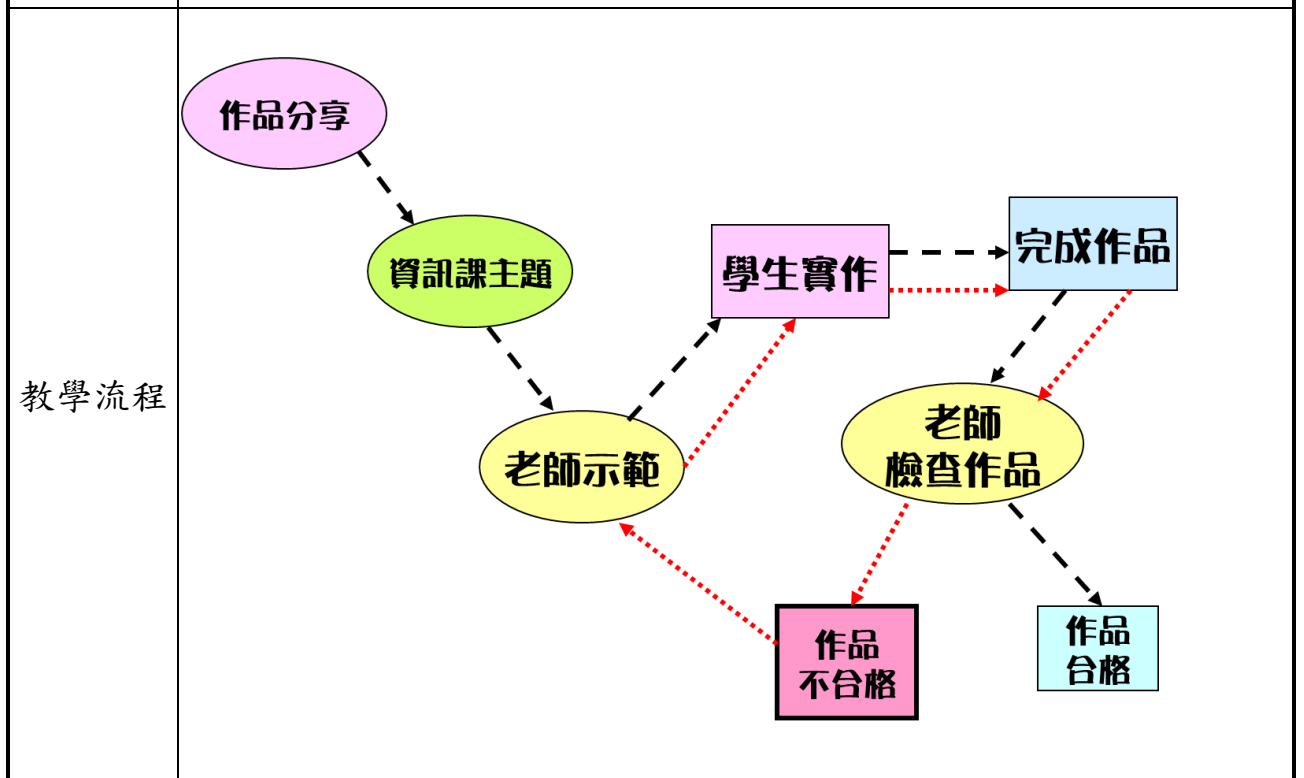 教學流程
作品分享
資訊課主題
老師示範
學生實作
完成作品
老師
檢查作品
作品
不合格
作品
合格